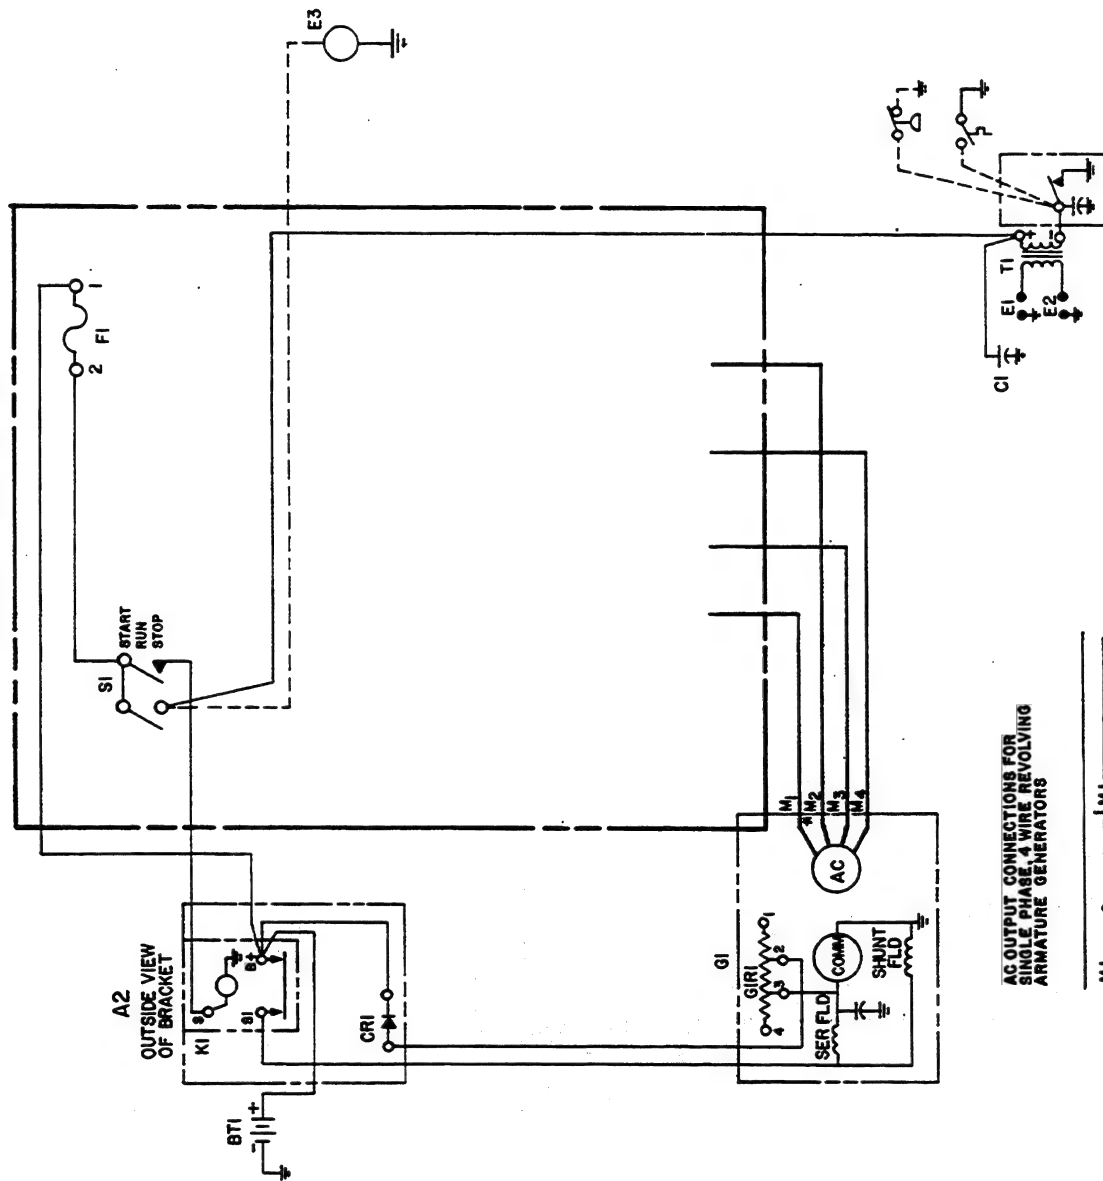 E3
1
F1
2
START
RUN
STOP
S1
A2
OUTSIDE VIEW
OF BRACKET
S
B+
K1
S1
CR1
BT1
+
-
G1
G1R1
1
2
3
4
COMM
SER FLD
SHUNT
FLD
AC
M1
*M2
M3
M4
+
-
T1
E1
E2
C1
AC OUTPUT CONNECTIONS FOR
SINGLE PHASE, 4 WIRE REVOLVING
ARMATURE GENERATORS